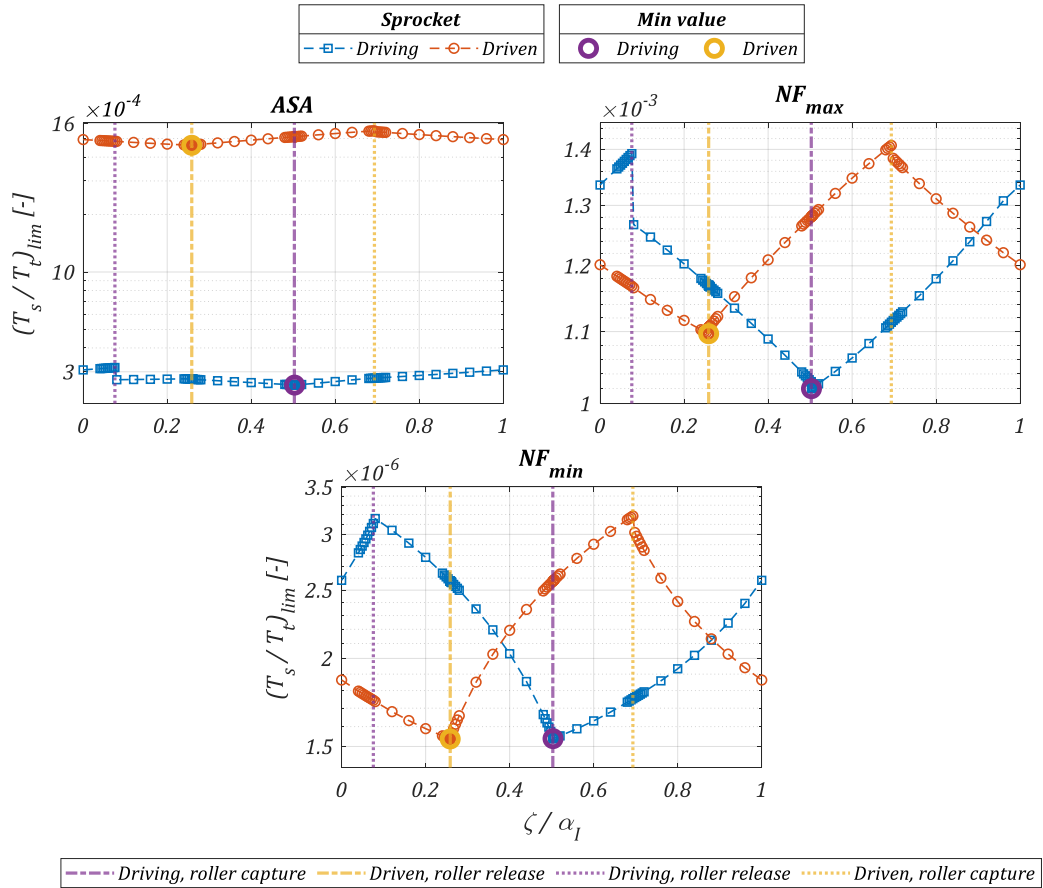 Sprocket
Driving Driven
Min value
Driving Driven
×10⁻⁴
ASA
16
10
3
(T_s / T_t)_lim [-]
0 0.2 0.4 0.6 0.8 1
×10⁻³
NF_max
1.4
1.3
1.2
1.1
1
0 0.2 0.4 0.6 0.8 1
×10⁻⁶
NF_min
3.5
3
2.5
2
1.5
(T_s / T_t)_lim [-]
0 0.2 0.4 0.6 0.8 1
ζ / α_I
Driving, roller capture Driven, roller release Driving, roller release Driven, roller capture